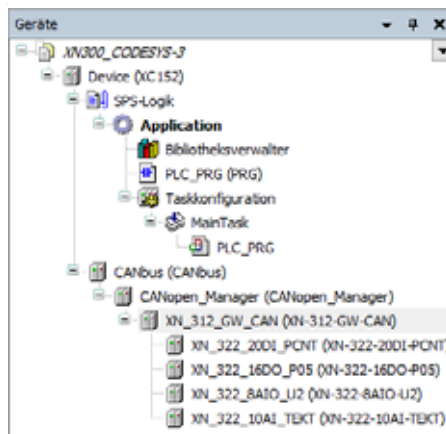 Geräte
XN300_CODESYS-3
Device (XC152)
SPS-Logik
Application
Bibliotheksverwalter
PLC_PRG (PRG)
Taskkonfiguration
MainTask
PLC_PRG
CANbus (CANbus)
CANopen_Manager (CANopen_Manager)
XN_312_GW_CAN (XN-312-GW-CAN)
XN_322_20DI_PCNT (XN-322-20DI-PCNT)
XN_322_16DO_P05 (XN-322-16DO-P05)
XN_322_8AIO_U2 (XN-322-8AIO-U2)
XN_322_10AI_TEKT (XN-322-10AI-TEKT)